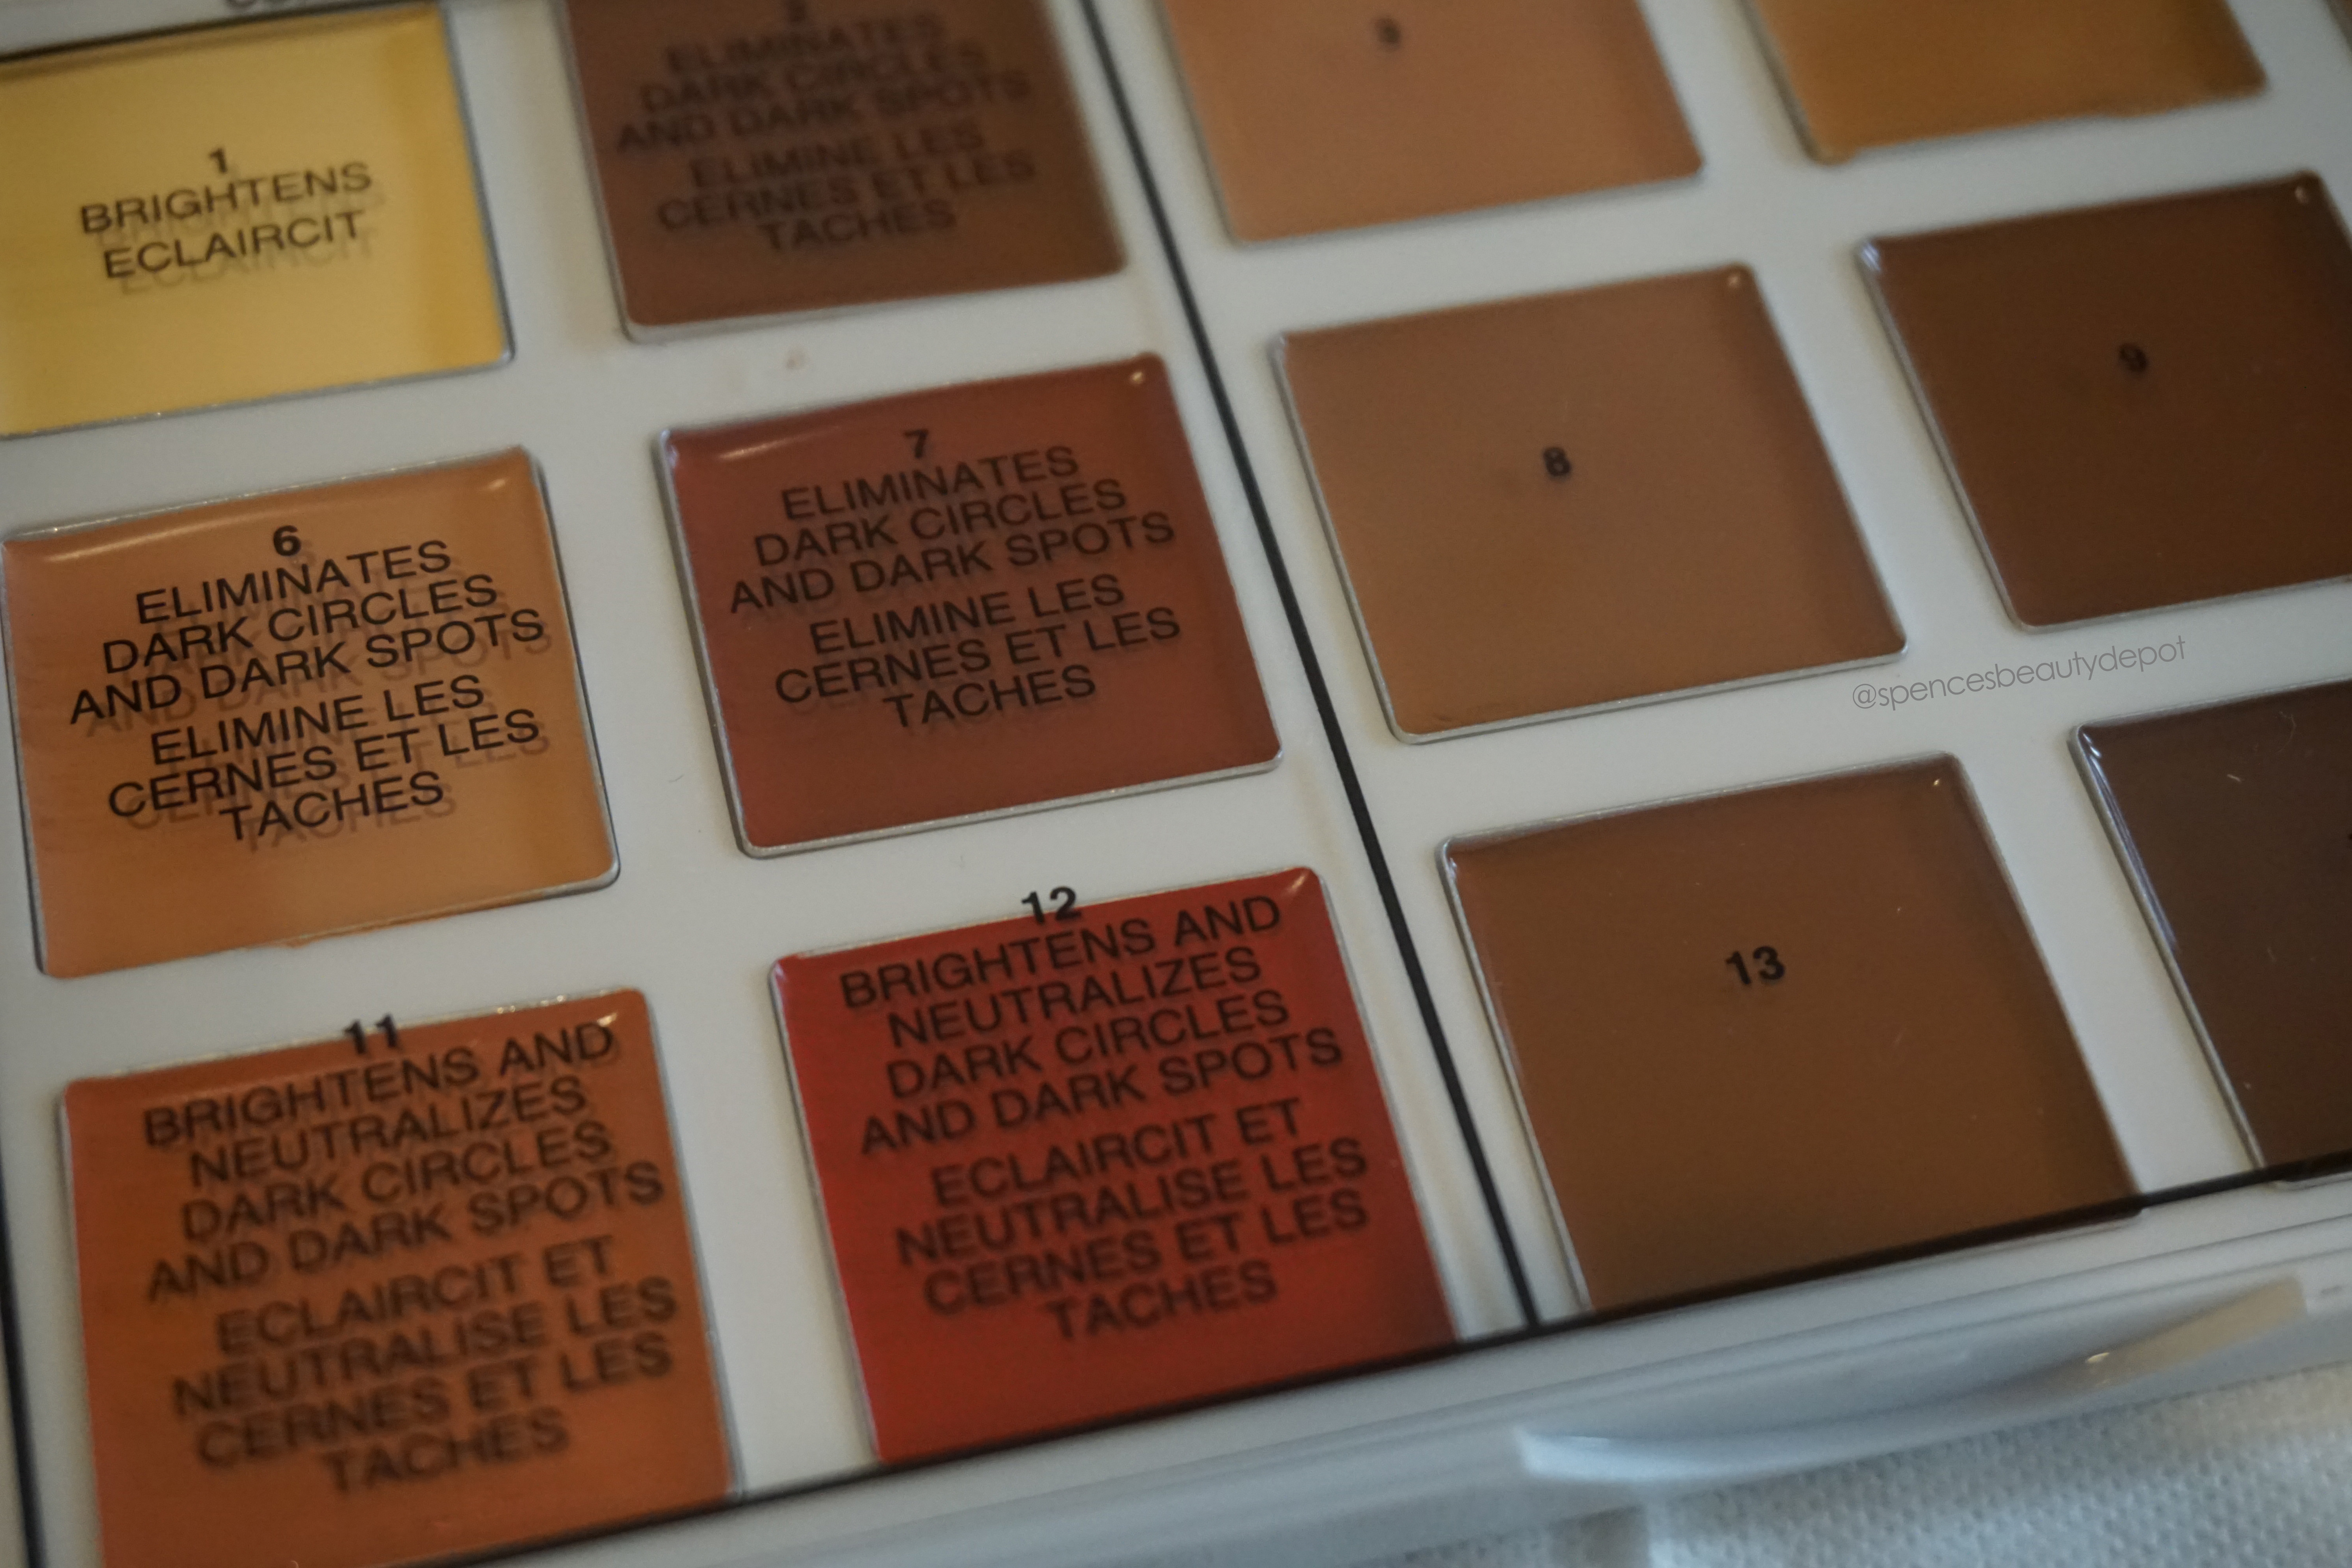 1
BRIGHTENS
ECLAIRCIT
2
ELIMINATES
DARK CIRCLES
AND DARK SPOTS
ELIMINE LES
CERNES ET LES
TACHES
3
6
ELIMINATES
DARK CIRCLES
AND DARK SPOTS
ELIMINE LES
CERNES ET LES
TACHES
7
ELIMINATES
DARK CIRCLES
AND DARK SPOTS
ELIMINE LES
CERNES ET LES
TACHES
8
9
@spencesbeautydepot
11
BRIGHTENS AND
NEUTRALIZES
DARK CIRCLES
AND DARK SPOTS
ECLAIRCIT ET
NEUTRALISE LES
CERNES ET LES
TACHES
12
BRIGHTENS AND
NEUTRALIZES
DARK CIRCLES
AND DARK SPOTS
ECLAIRCIT ET
NEUTRALISE LES
CERNES ET LES
TACHES
13